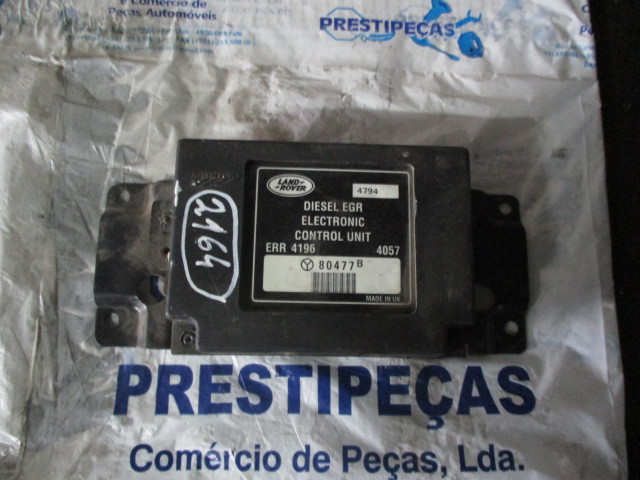 e Comércio de
Peças Automóveis
PRESTIPEÇAS
LAND-
ROVER
4794
DIESEL EGR
ELECTRONIC
CONTROL UNIT
ERR 4196 4057
80477 B
MADE IN UK
2164
PRESTIPEÇAS
Comércio de Peças, Lda.